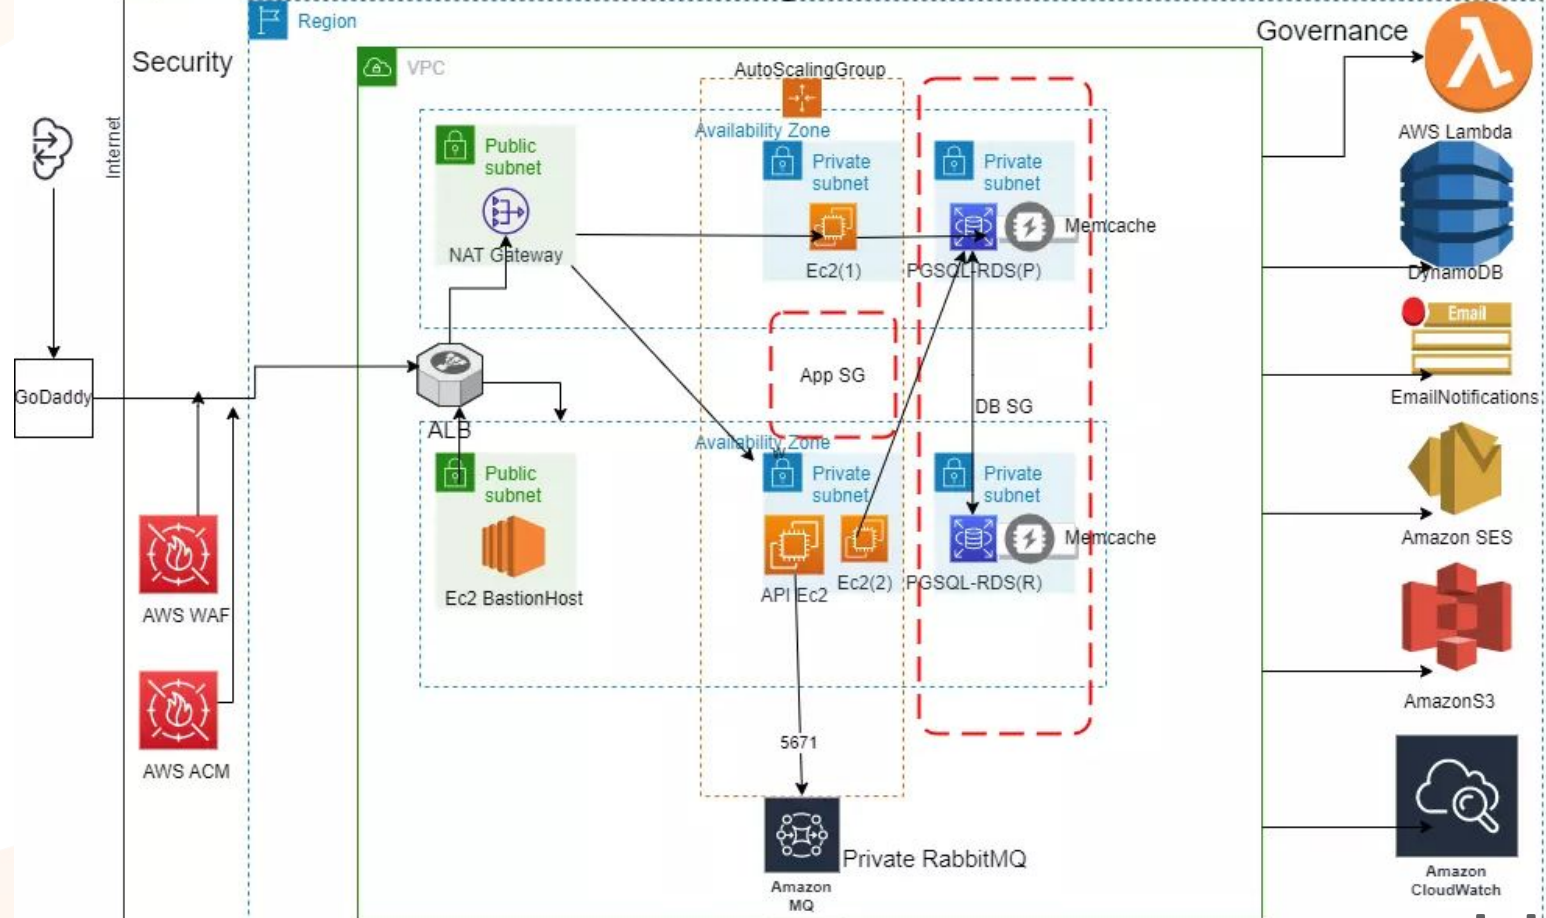 Region
Governance
Security
VPC
AutoScalingGroup
Internet
Availability Zone
AWS Lambda
Public
subnet
Private
subnet
Private
subnet
NAT Gateway
Memcache
Ec2(1)
PGSQL-RDS(P)
DynamoDB
Email
App SG
GoDaddy
EmailNotifications
DB SG
ALB
Availability Zone
W
Public
subnet
Private
subnet
Private
subnet
Amazon SES
Memcache
Ec2 BastionHost
API Ec2
Ec2(2)
PGSQL-RDS(R)
AWS WAF
AmazonS3
5671
AWS ACM
Private RabbitMQ
Amazon
MQ
Amazon
CloudWatch